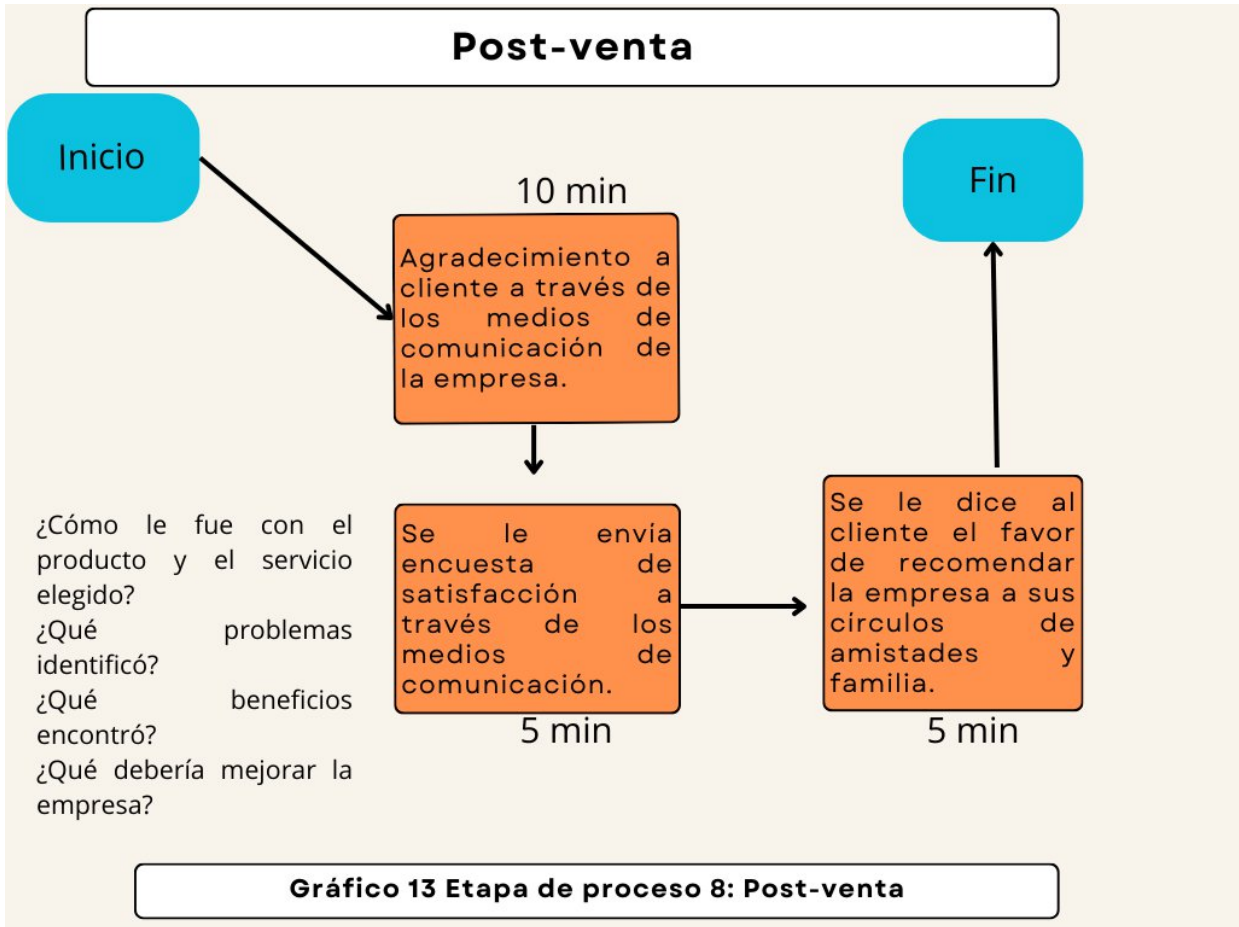 Post-venta
Inicio
10 min
Agradecimiento a
cliente a través de
los medios de
comunicación de
la empresa.
¿Cómo le fue con el
producto y el servicio
elegido?
¿Qué problemas
identificó?
¿Qué beneficios
encontró?
¿Qué debería mejorar la
empresa?
Se le envía
encuesta de
satisfacción a
través de los
medios de
comunicación.
5 min
Se le dice al
cliente el favor
de recomendar
la empresa a sus
círculos de
amistades y
familia.
5 min
Fin
Gráfico 13 Etapa de proceso 8: Post-venta